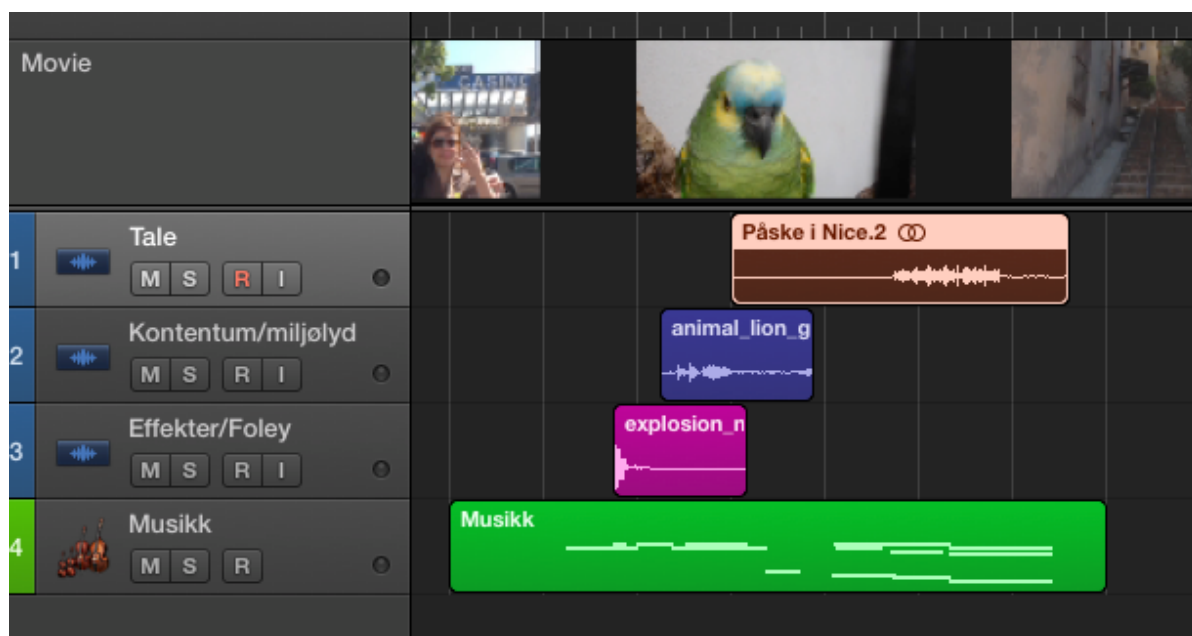 Movie
CASINO
1
Tale
M S R I
Påske i Nice.2
2
Kontentum/miljølyd
M S R I
animal_lion_g
3
Effekter/Foley
M S R I
explosion_n
4
Musikk
M S R
Musikk